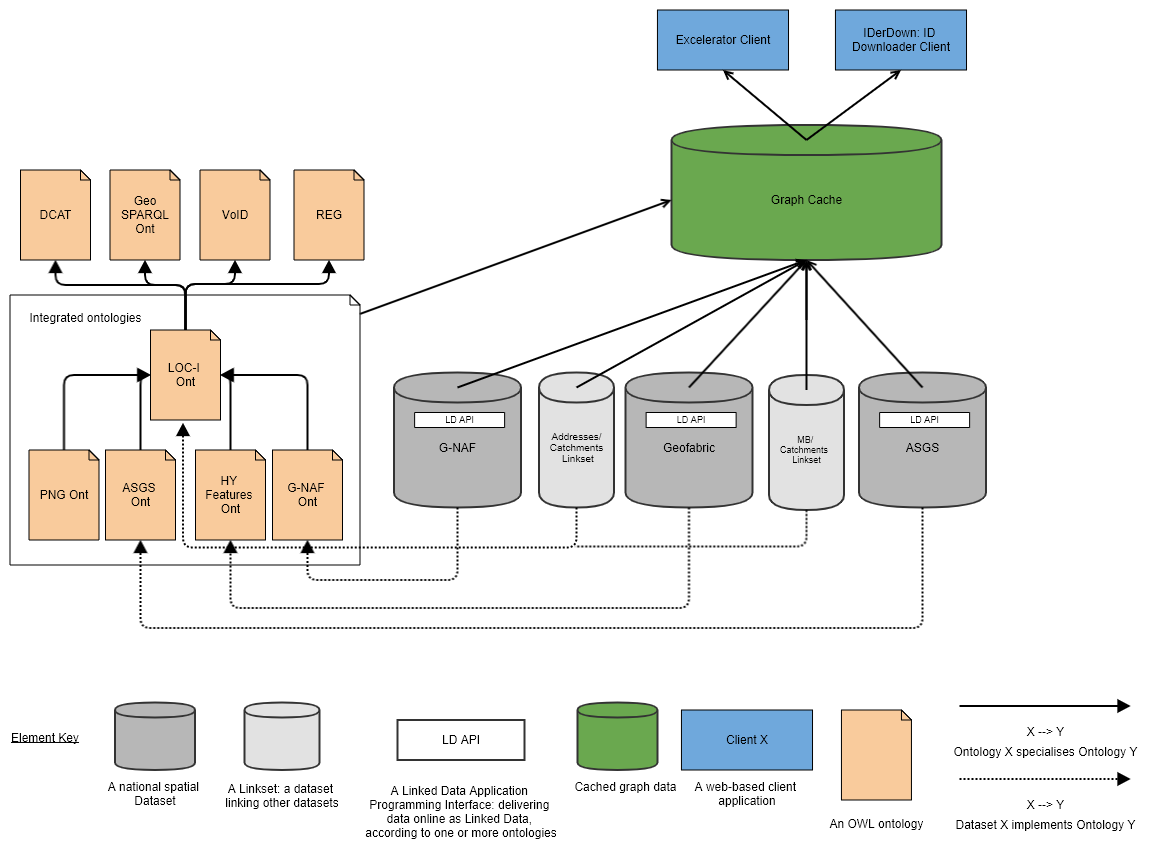 Excelerator Client
IDerDown: ID
Downloader Client
Graph Cache
DCAT
Geo
SPARQL
Ont
VoID
REG
Integrated ontologies
LOC-I
Ont
PNG Ont
ASGS
Ont
HY
Features
Ont
G-NAF
Ont
LD API
G-NAF
Addresses/
Catchments
Linkset
LD API
Geofabric
MB/
Catchments
Linkset
LD API
ASGS
Element Key
A national spatial
Dataset
A Linkset: a dataset
linking other datasets
LD API
A Linked Data Application
Programming Interface: delivering
data online as Linked Data,
according to one or more ontologies
Cached graph data
Client X
A web-based client
application
An OWL ontology
X --> Y
Ontology X specialises Ontology Y
X --> Y
Dataset X implements Ontology Y